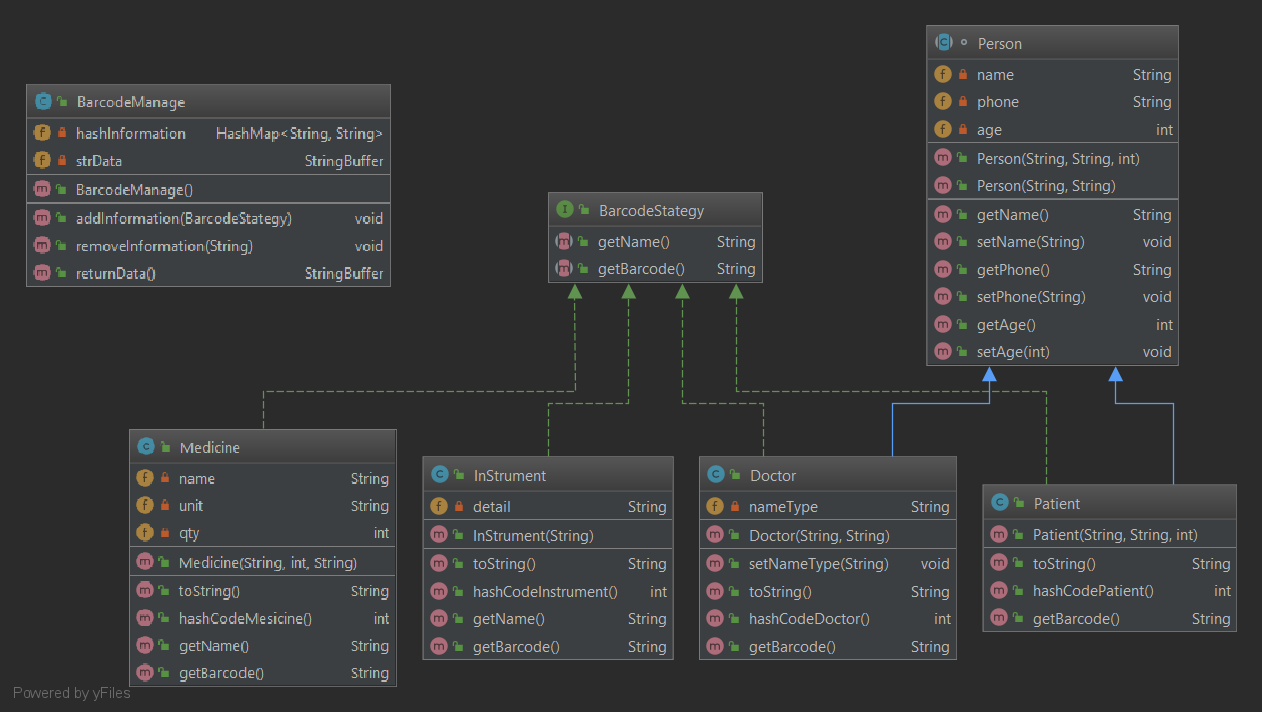 BarcodeManage
hashInformation HashMap<String, String>
strData StringBuffer
BarcodeManage()
addInformation(BarcodeStategy) void
removeInformation(String) void
returnData() StringBuffer
BarcodeStategy
getName() String
getBarcode() String
Person
name String
phone String
age int
Person(String, String, int)
Person(String, String)
getName() String
setName(String) void
getPhone() String
setPhone(String) void
getAge() int
setAge(int) void
Medicine
name String
unit String
qty int
Medicine(String, int, String)
toString() String
hashCodeMesicine() int
getName() String
getBarcode() String
InStrument
detail String
InStrument(String)
toString() String
hashCodeInstrument() int
getName() String
getBarcode() String
Doctor
nameType String
Doctor(String, String)
setNameType(String) void
toString() String
hashCodeDoctor() int
getBarcode() String
Patient
Patient(String, String, int)
toString() String
hashCodePatient() int
getBarcode() String
Powered by yFiles